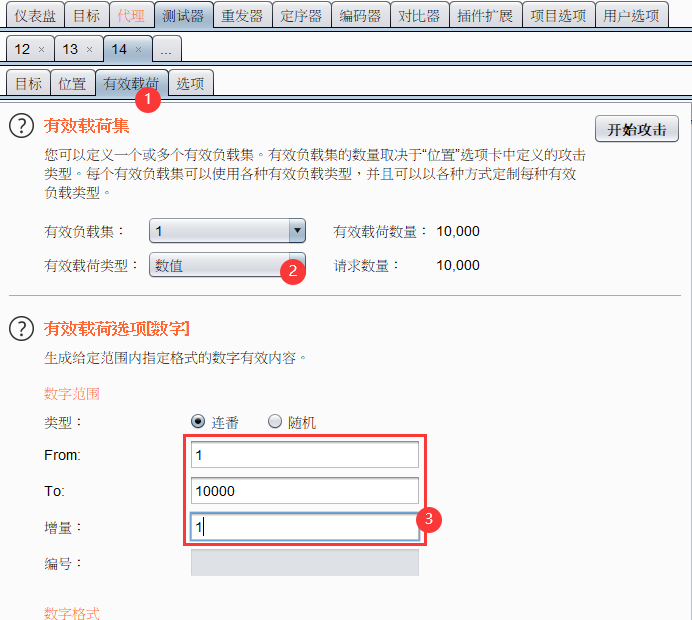 仪表盘 目标 代理 测试器 重发器 定序器 编码器 对比器 插件扩展 项目选项 用户选项
12 × 13 × 14 × ...
目标 位置 有效载荷 选项
1
? 有效载荷集 开始攻击
您可以定义一个或多个有效负载集。有效负载集的数量取决于“位置”选项卡中定义的攻击
类型。每个有效负载集可以使用各种有效负载类型，并且可以以各种方式定制每种有效
负载类型。
有效负载集： 1 有效载荷数量： 10,000
有效载荷类型： 数值 2 请求数量： 10,000
? 有效载荷选项[数字]
生成给定范围内指定格式的数字有效内容。
数字范围
类型： 连番 随机
From: 1
To: 10000
增量： 1 3
编号：
数字格式